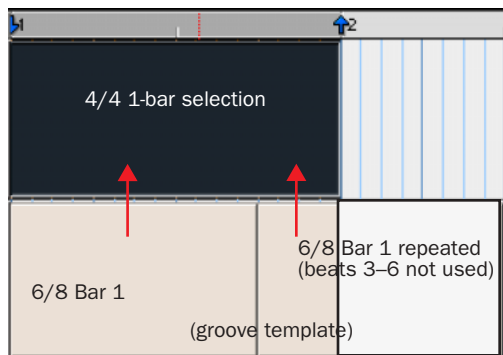 1
2
4/4 1-bar selection
6/8 Bar 1 repeated
(beats 3–6 not used)
6/8 Bar 1
(groove template)